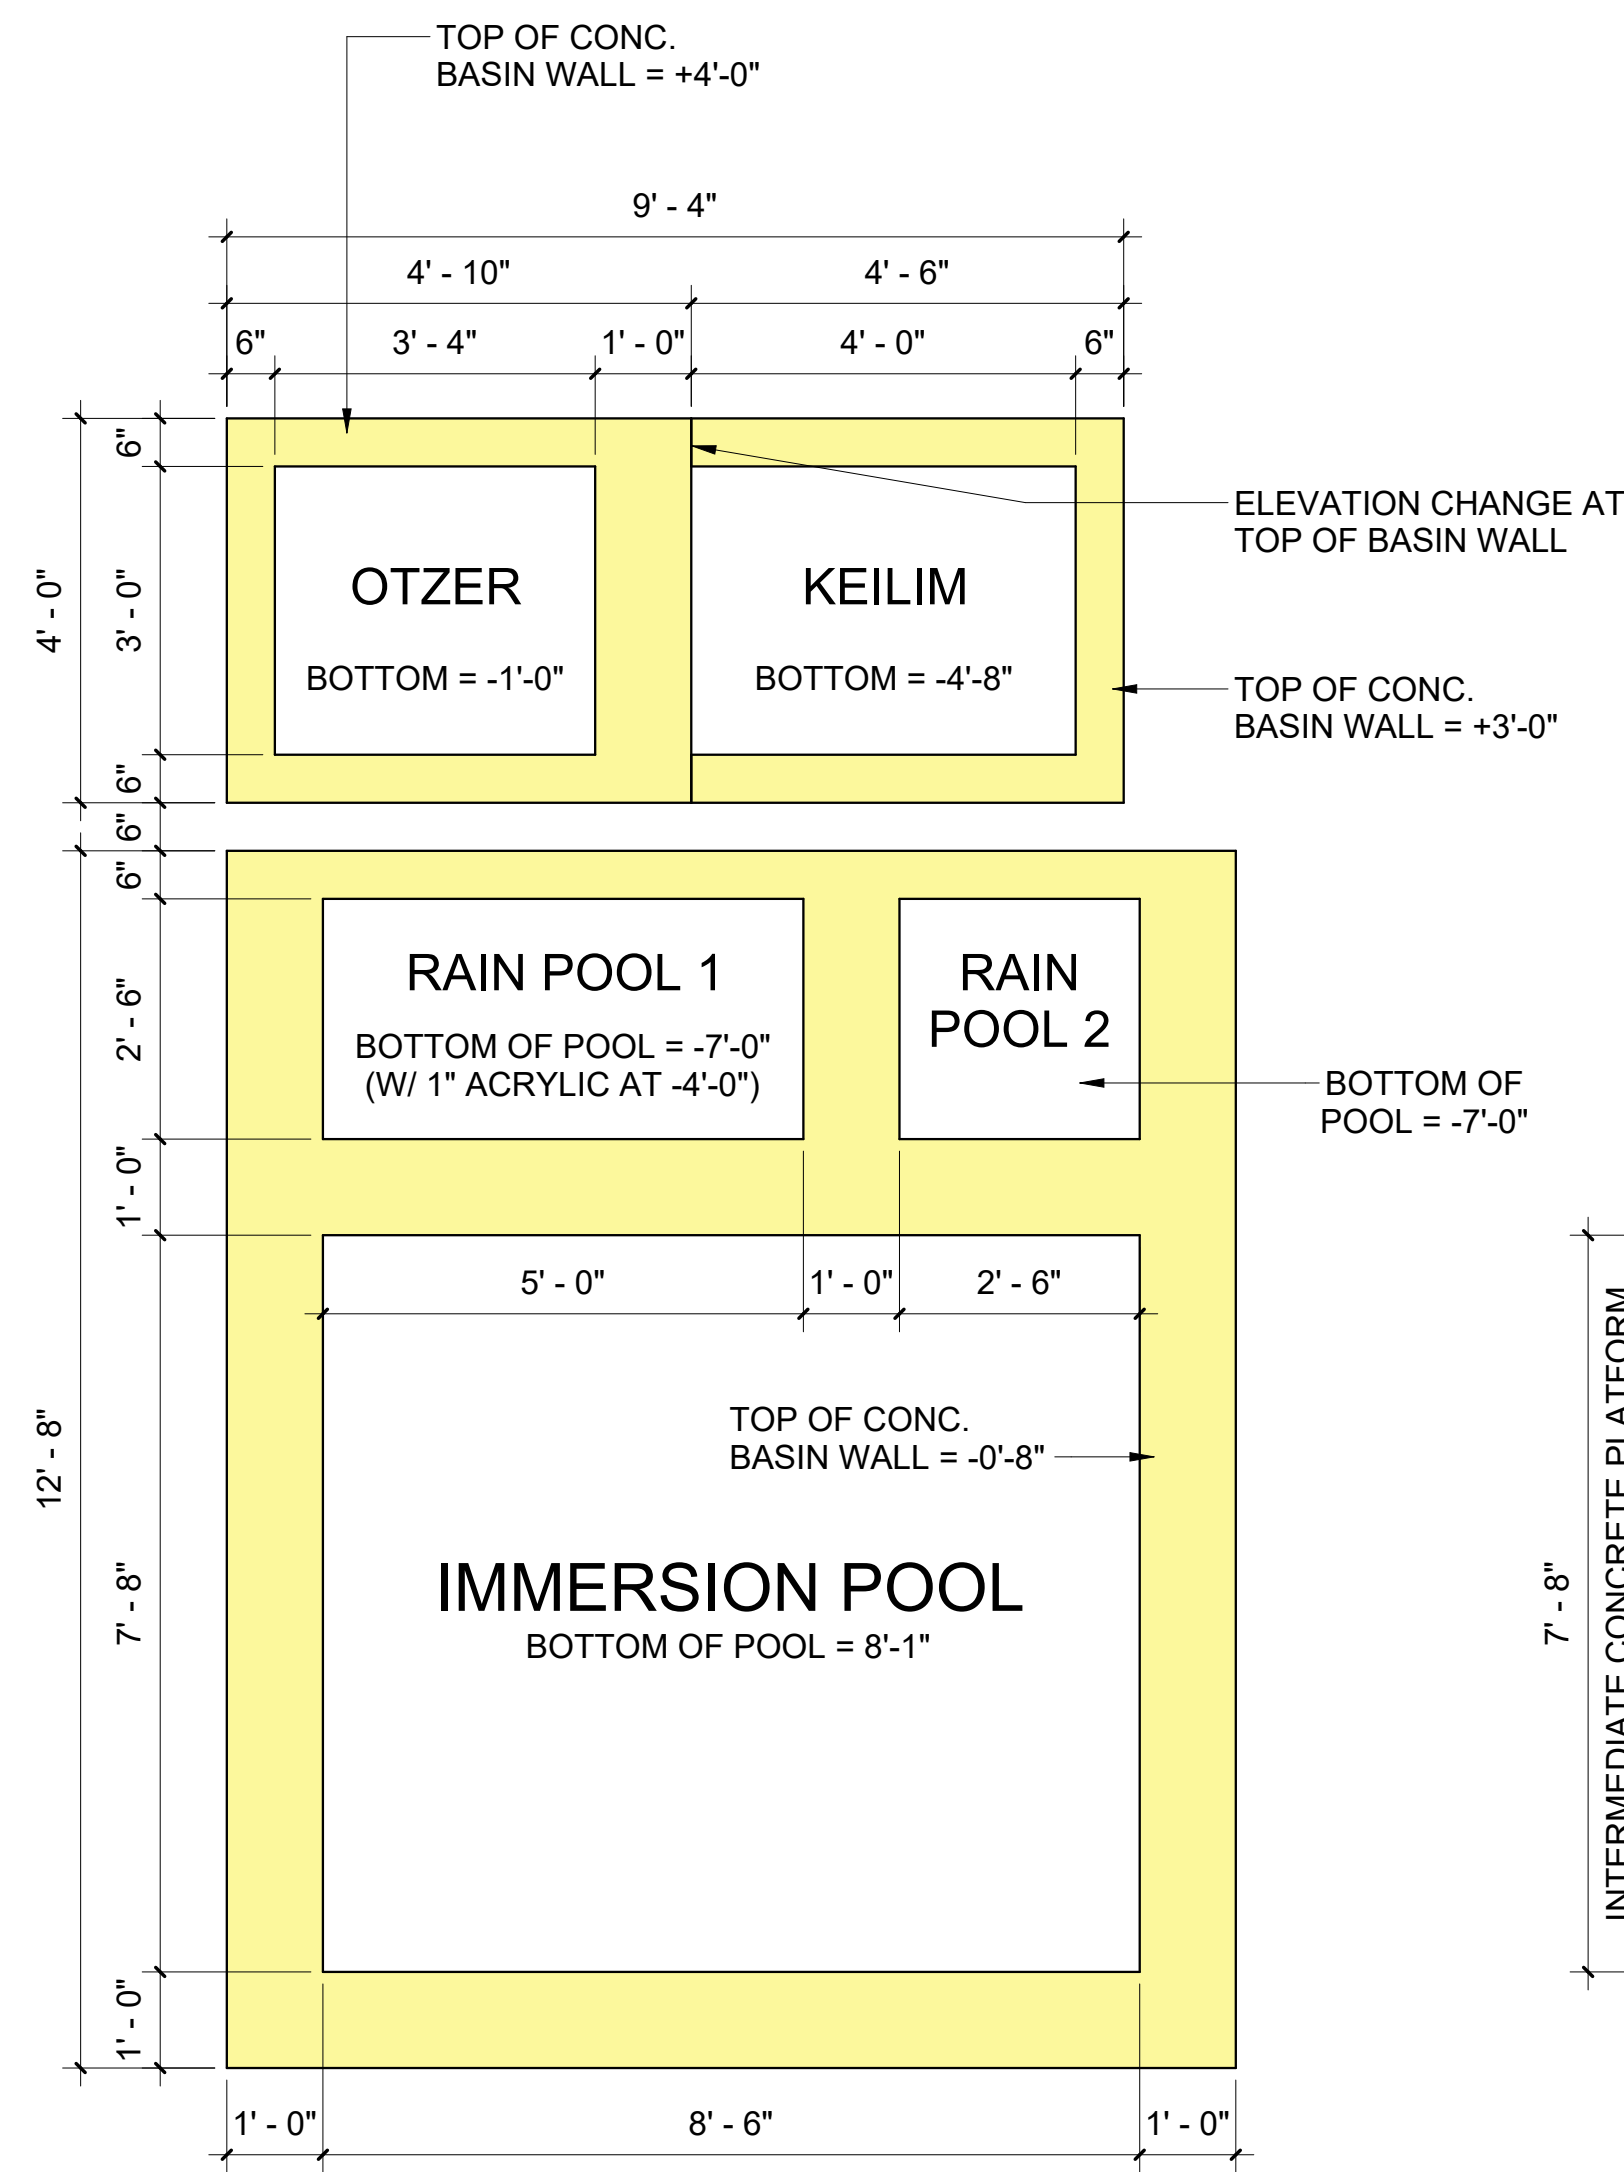 TOP OF CONC.
BASIN WALL = +4'-0"
9' - 4"
4' - 10"
4' - 6"
6"
3' - 4"
1' - 0"
4' - 0"
6"
6"
3' - 0"
4' - 0"
6"
6"
6"
OTZER
BOTTOM = -1'-0"
KEILIM
BOTTOM = -4'-8"
ELEVATION CHANGE AT
TOP OF BASIN WALL
TOP OF CONC.
BASIN WALL = +3'-0"
RAIN POOL 1
BOTTOM OF POOL = -7'-0"
(W/ 1" ACRYLIC AT -4'-0")
RAIN
POOL 2
BOTTOM OF
POOL = -7'-0"
2' - 6"
1' - 0"
5' - 0"
1' - 0"
2' - 6"
TOP OF CONC.
BASIN WALL = -0'-8"
12' - 8"
7' - 8"
IMMERSION POOL
BOTTOM OF POOL = 8'-1"
7' - 8"
INTERMEDIATE CONCRETE PLATFORM
1' - 0"
1' - 0"
8' - 6"
1' - 0"